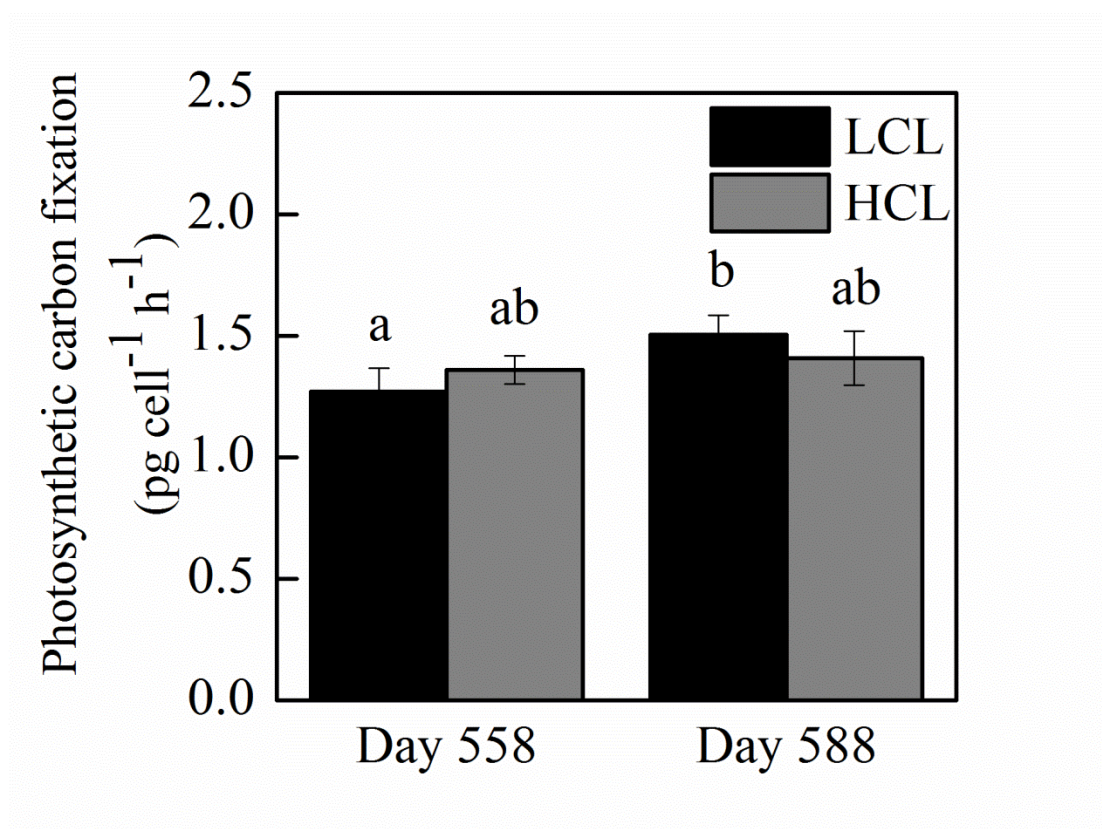 Photosynthetic carbon fixation
(pg cell⁻¹ h⁻¹)
2.5
2.0
1.5
1.0
0.5
0.0
LCL
HCL
a
ab
b
ab
Day 558
Day 588